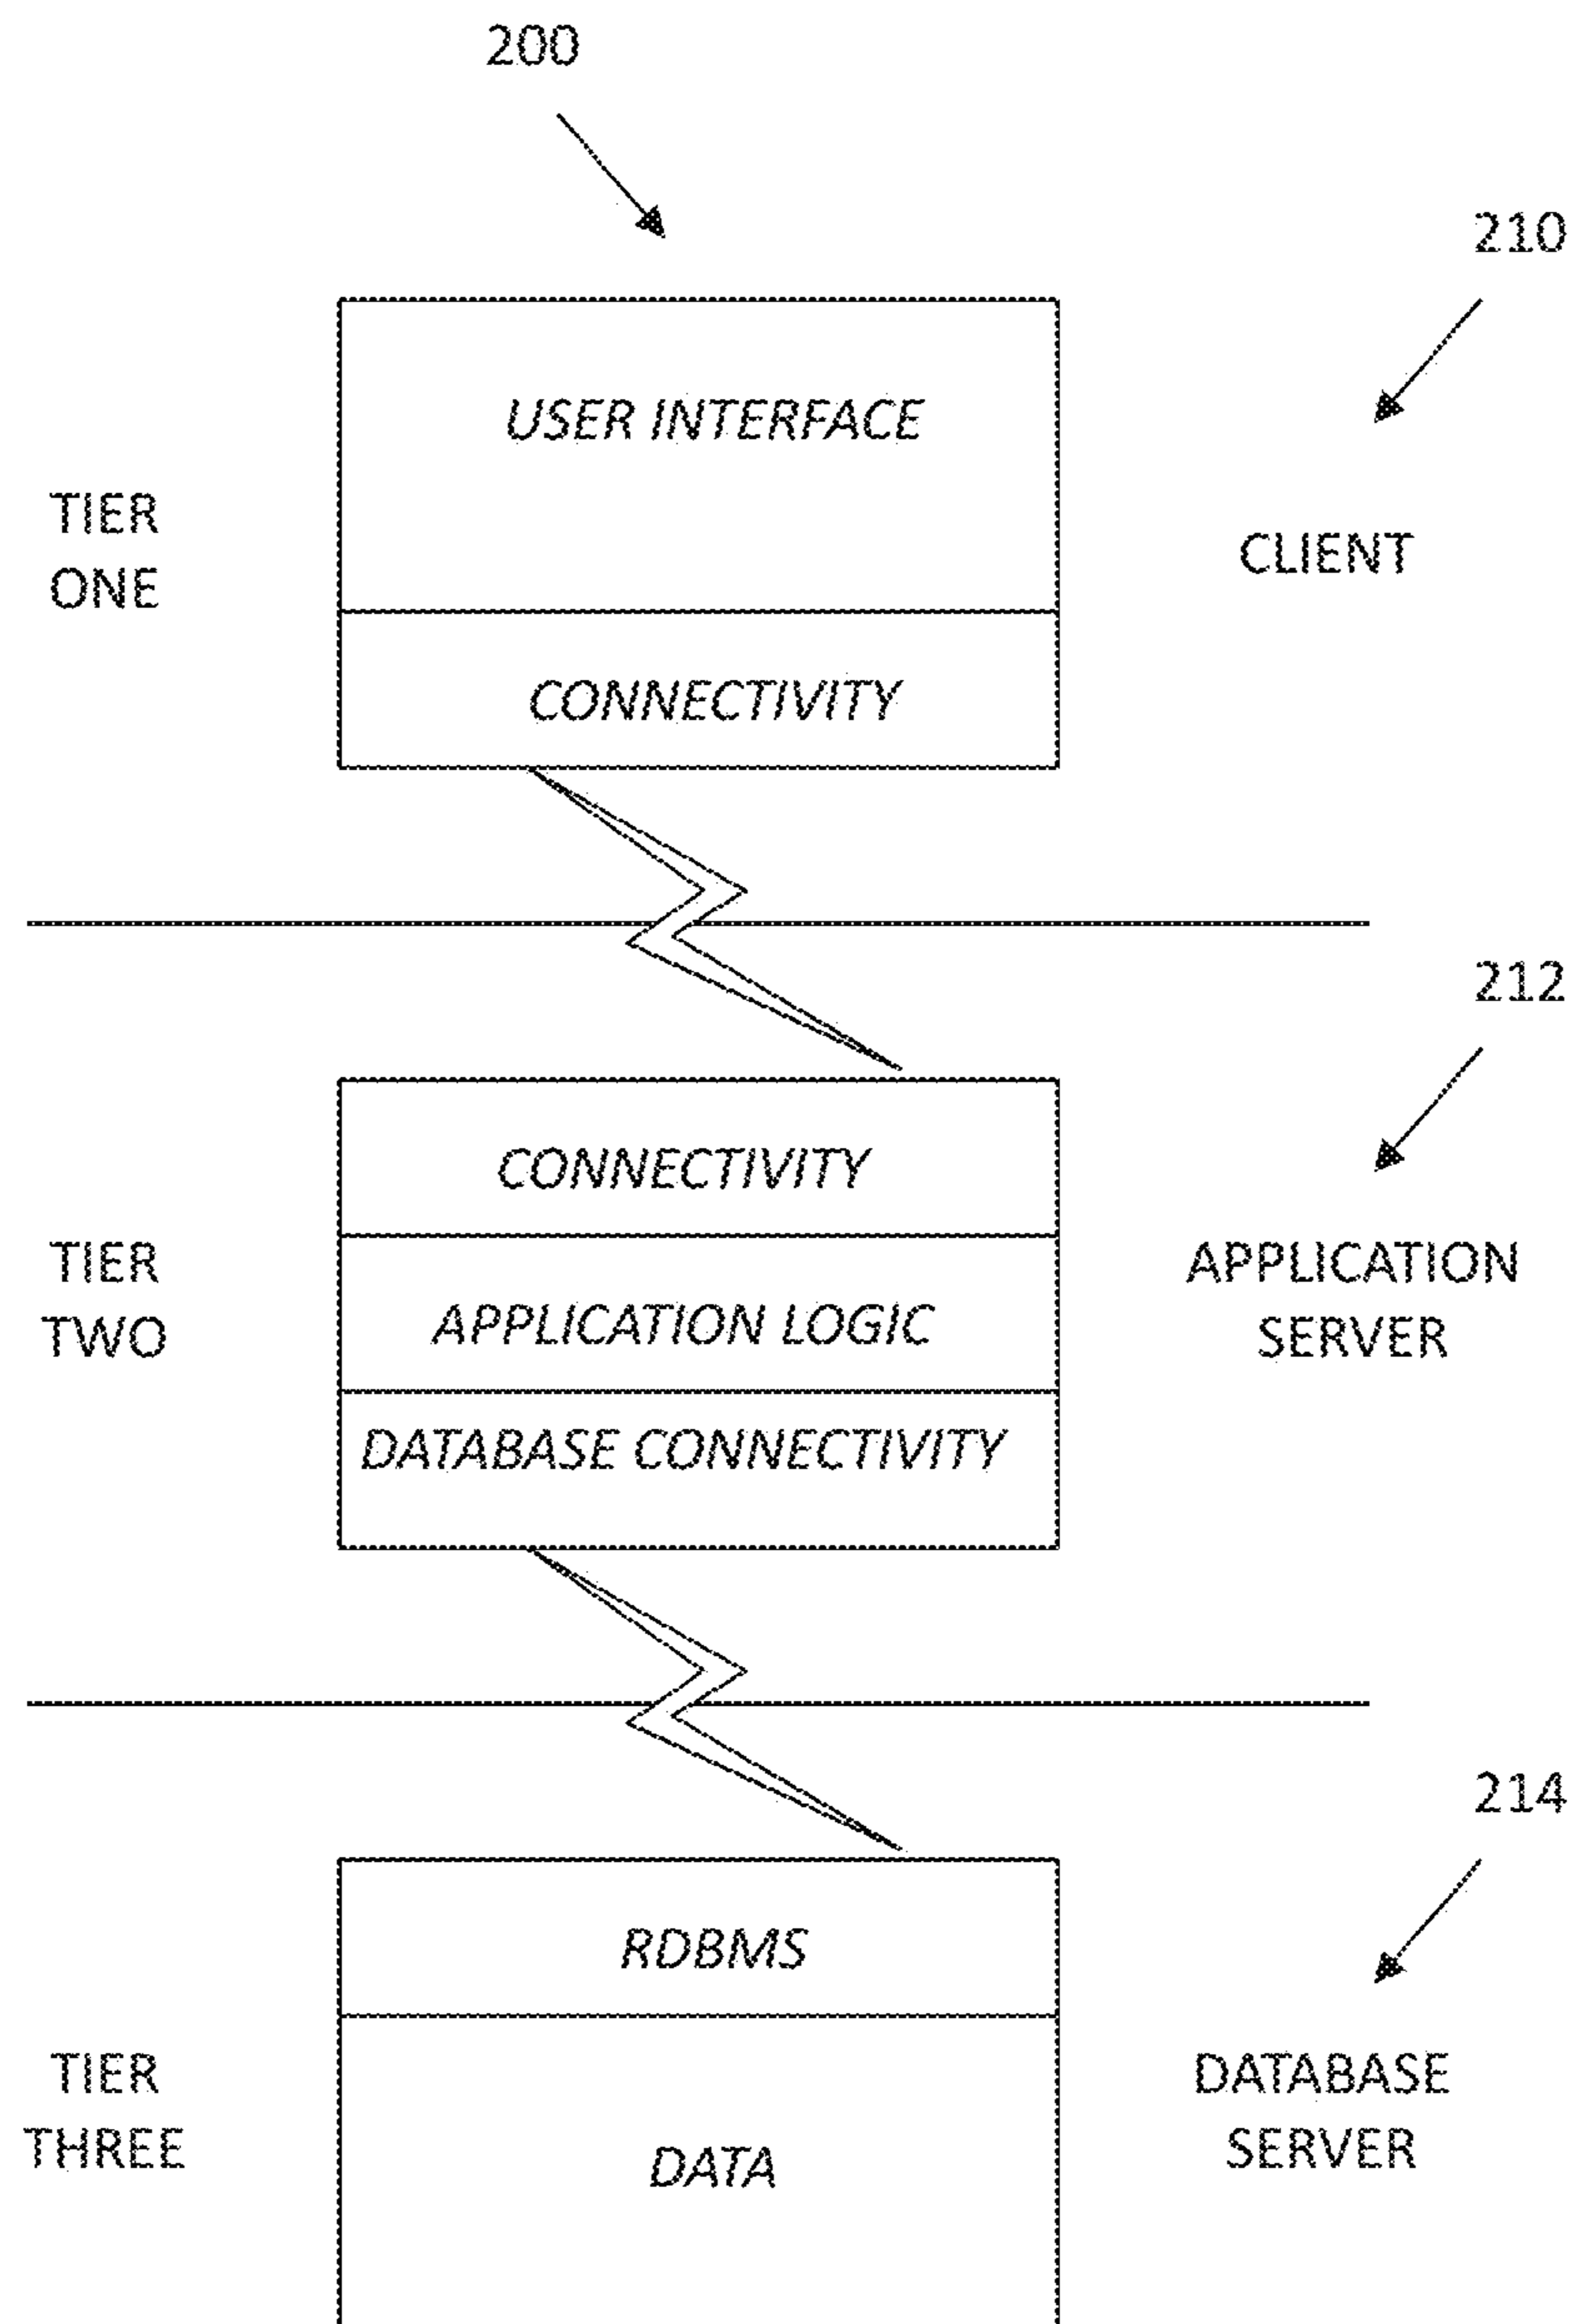 200
210
USER INTERFACE
TIER
ONE
CLIENT
CONNECTIVITY
212
CONNECTIVITY
TIER
TWO
APPLICATION LOGIC
APPLICATION
SERVER
DATABASE CONNECTIVITY
214
RDBMS
TIER
THREE
DATABASE
SERVER
DATA